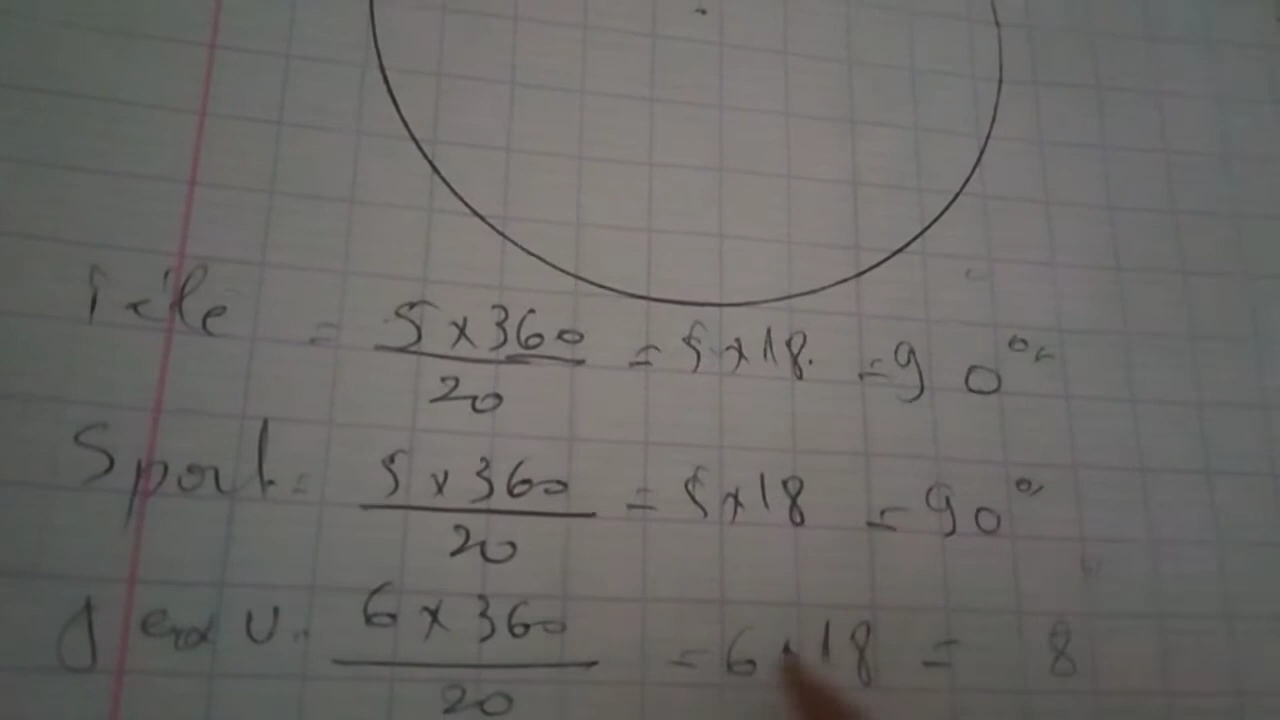 Tele = 5 x 360 / 20 = 5 x 18 = 90°
Sport = 5 x 360 / 20 = 5 x 18 = 90°
Jeux V. = 6 x 360 / 20 = 6 x 18 = 8